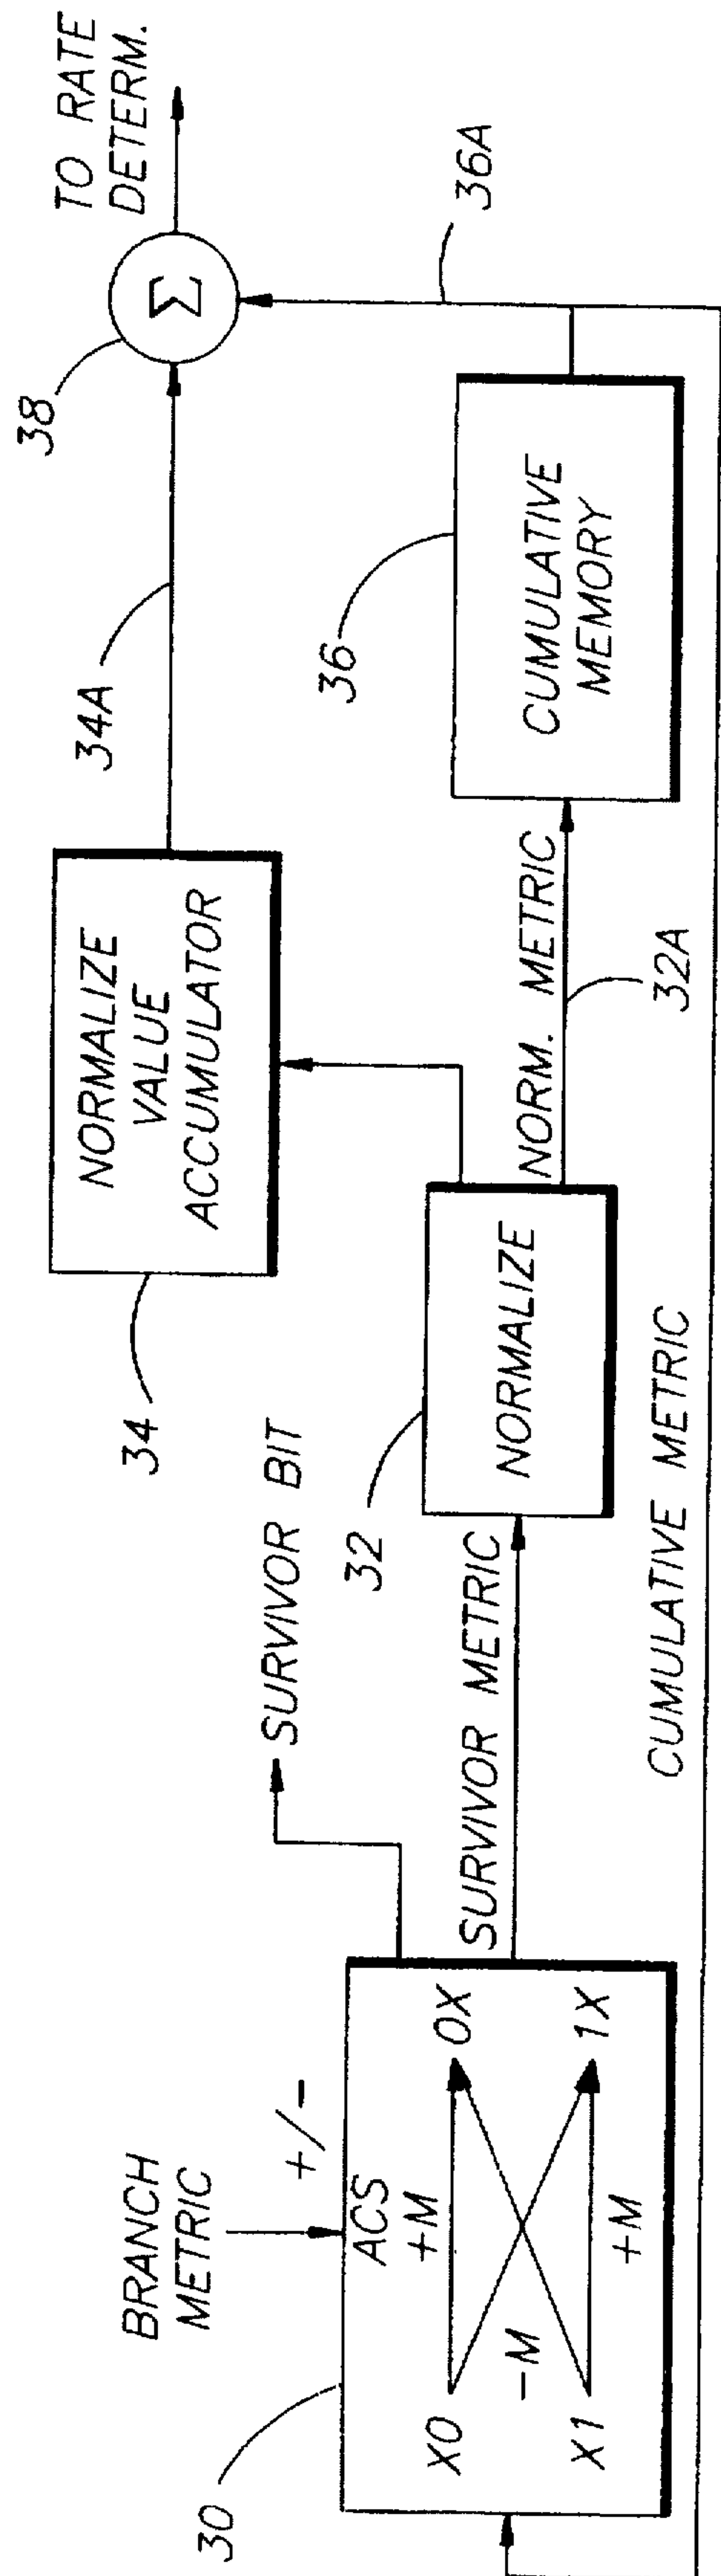 BRANCH
METRIC
+/-
30
ACS
+M
X0
0X
-M
X1
1X
+M
SURVIVOR BIT
SURVIVOR METRIC
32
NORMALIZE
34
NORMALIZE
VALUE
ACCUMULATOR
NORM. METRIC
32A
34A
36
CUMULATIVE
MEMORY
36A
38
Σ
TO RATE
DETERM.
CUMULATIVE METRIC